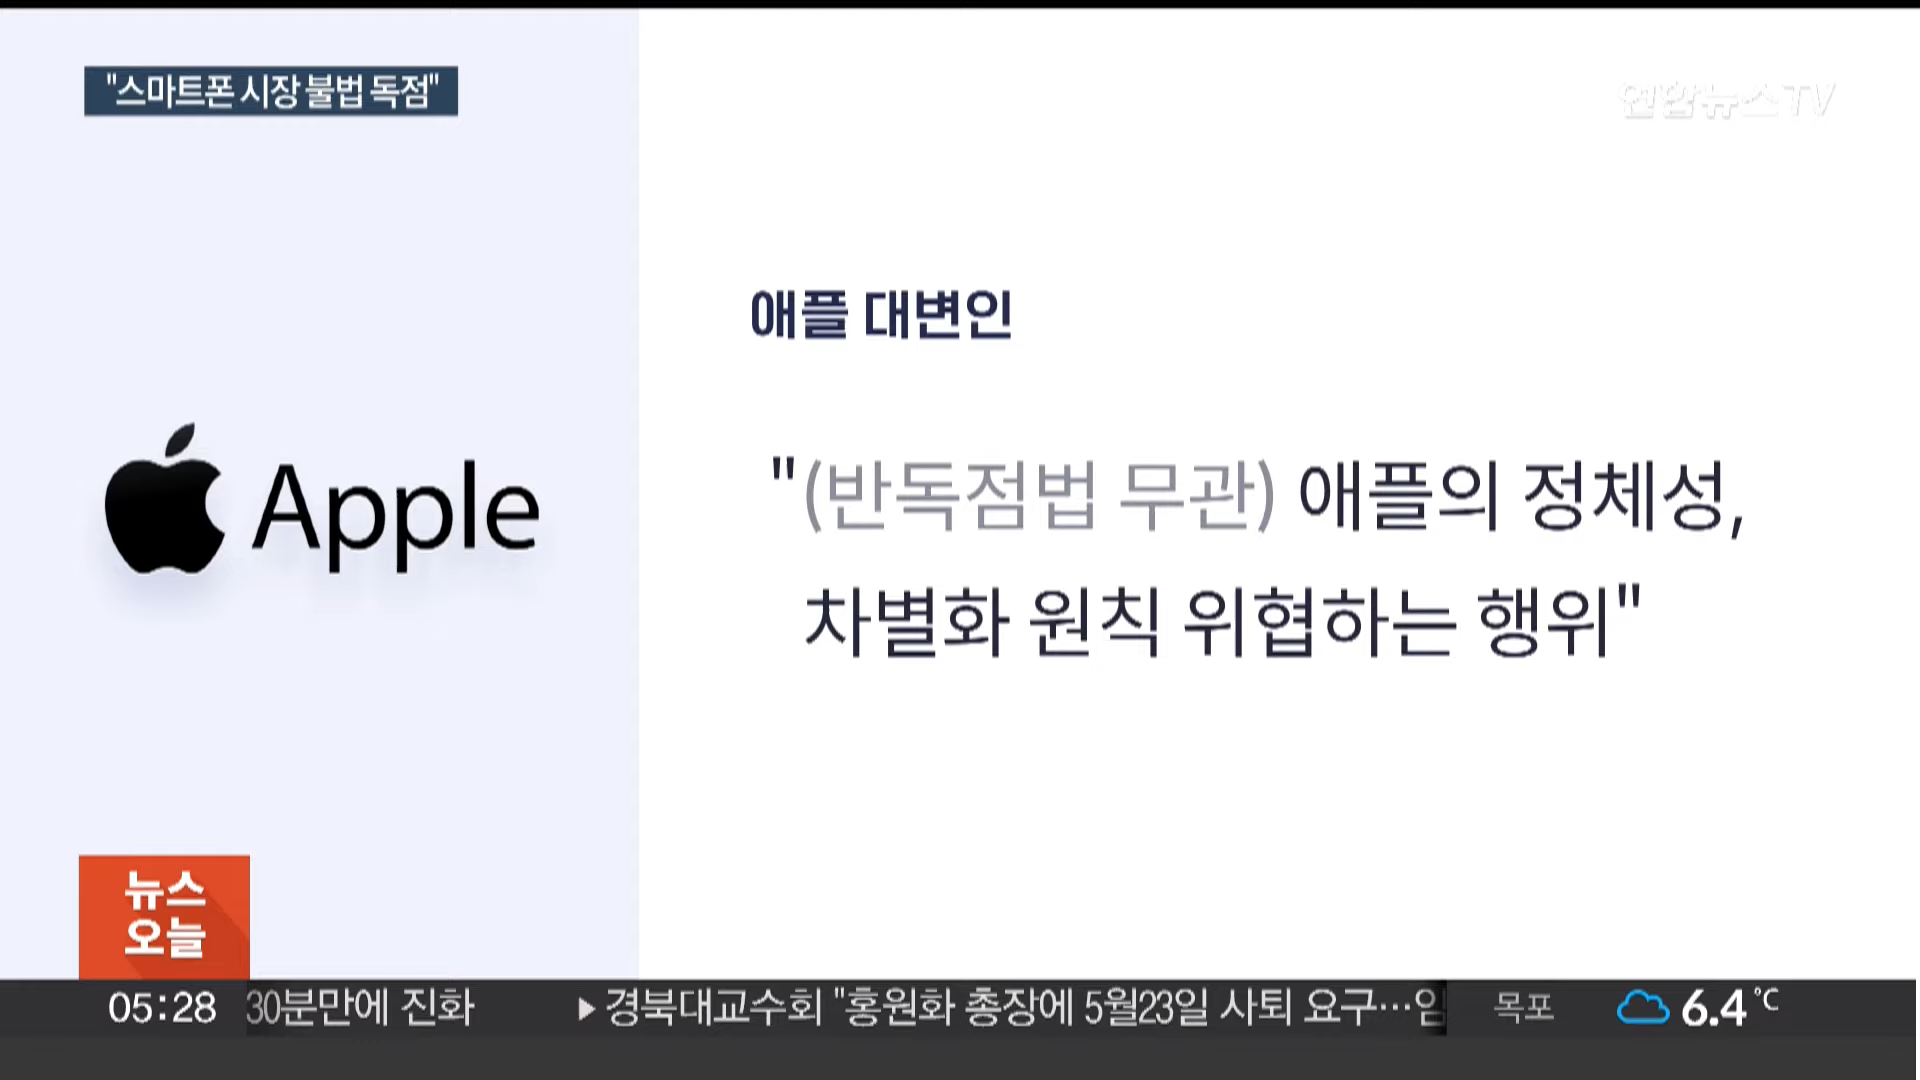 "스마트폰 시장 불법 독점"
연합뉴스TV
애플 대변인
Apple
"(반독점법 무관) 애플의 정체성,
차별화 원칙 위협하는 행위"
뉴스
오늘
05:28 30분만에 진화 ▶경북대교수회 "홍원화 총장에 5월23일 사퇴 요구…임 목포 6.4℃